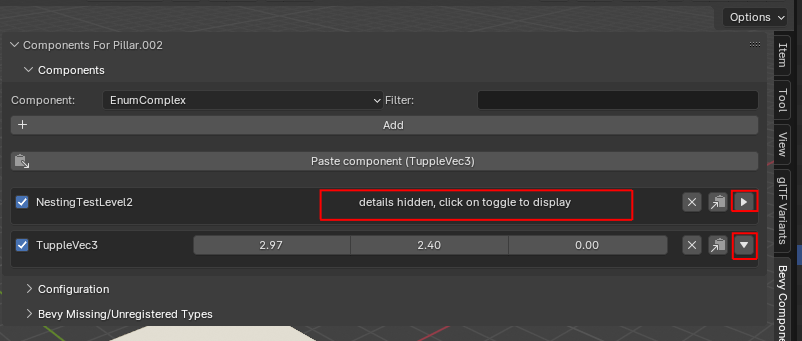 Options
Components For Pillar.002
Components
Component: EnumComplex Filter:
Add
Paste component (TuppleVec3)
NestingTestLevel2 details hidden, click on toggle to display
TuppleVec3 2.97 2.40 0.00
Configuration
Bevy Missing/Unregistered Types
Item
Tool
View
glTF Variants
Bevy Compone